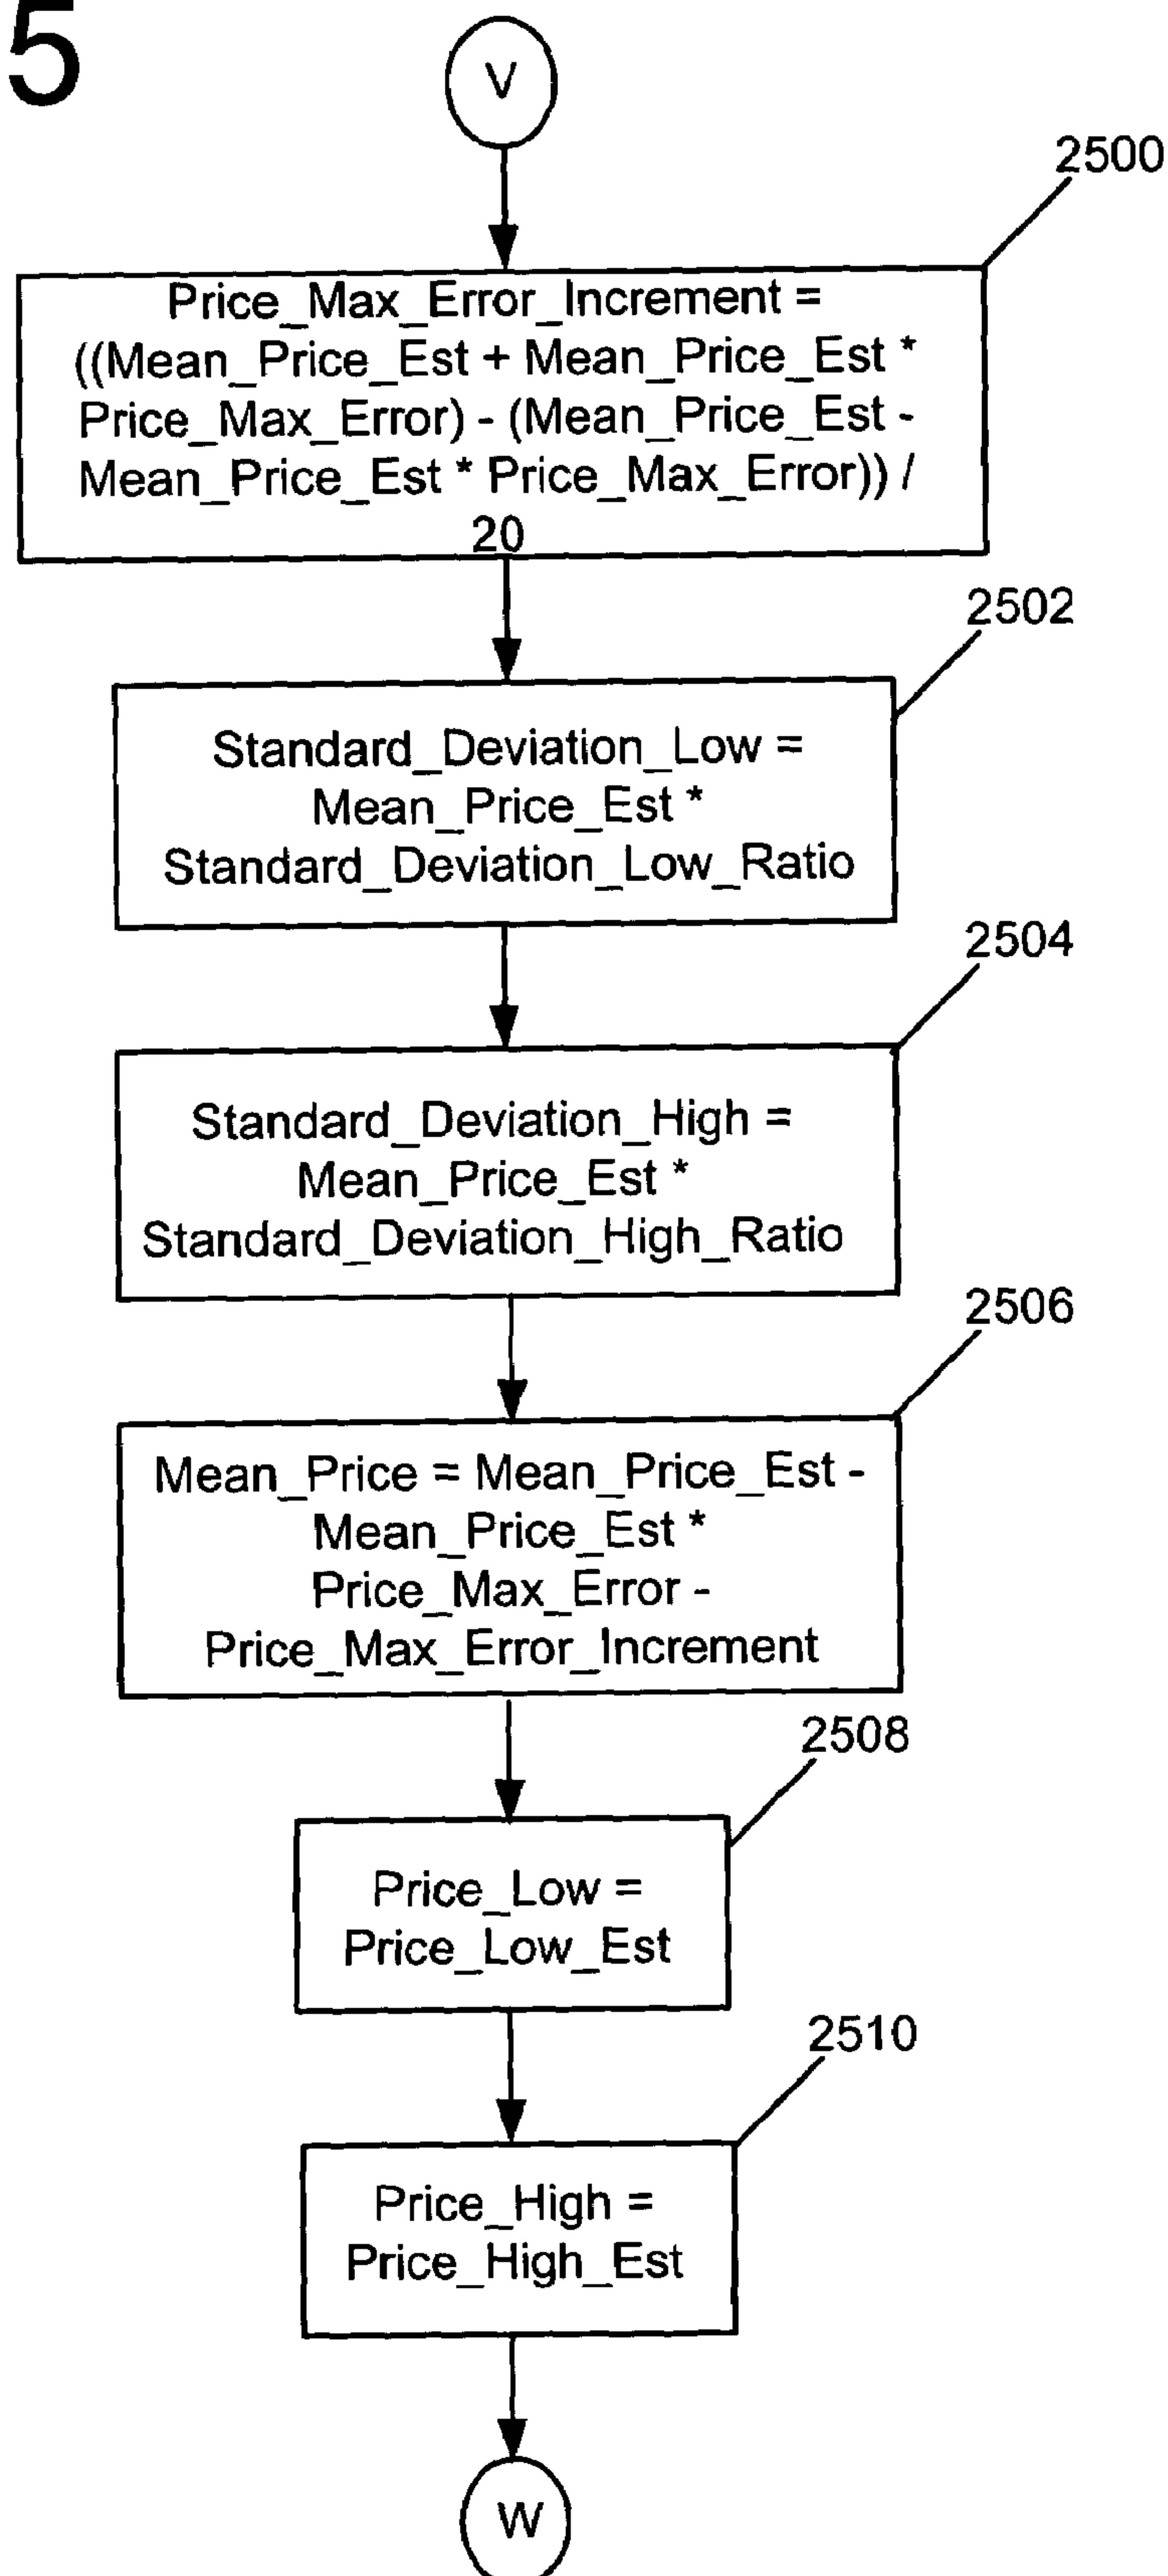 5
V
2500
Price_Max_Error_Increment =
((Mean_Price_Est + Mean_Price_Est *
Price_Max_Error) - (Mean_Price_Est -
Mean_Price_Est * Price_Max_Error)) /
20
2502
Standard_Deviation_Low =
Mean_Price_Est *
Standard_Deviation_Low_Ratio
2504
Standard_Deviation_High =
Mean_Price_Est *
Standard_Deviation_High_Ratio
2506
Mean_Price = Mean_Price_Est -
Mean_Price_Est *
Price_Max_Error -
Price_Max_Error_Increment
2508
Price_Low =
Price_Low_Est
2510
Price_High =
Price_High_Est
W